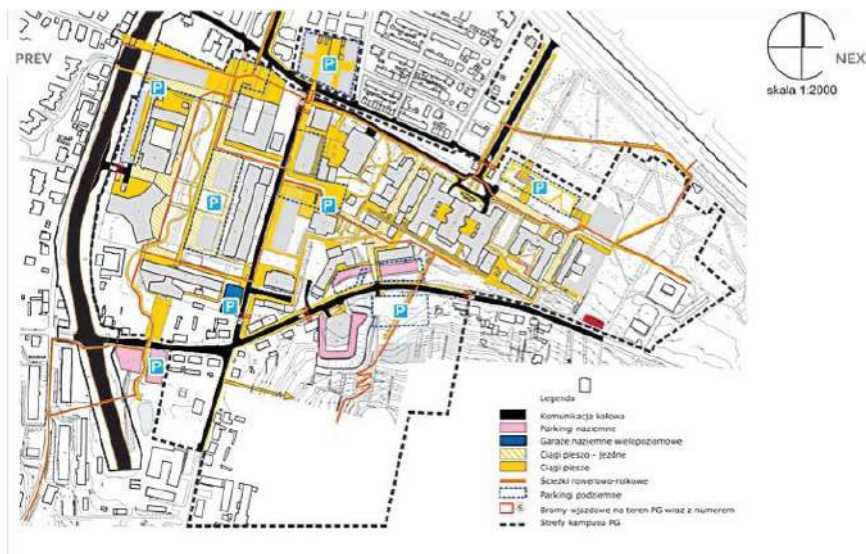 PREV
NEX
skala 1:2000
P
P
P
P
P
P
P
P
Legenda
Komunikacja kołowa
Parkingi naziemne
Garaże naziemne wielopoziomowe
Ciągi pieszo - jezdne
Ciągi piesze
Ścieżki rowerowo-rolkowe
Parkingi podziemne
Bramy wjazdowe na teren PG wraz z numerem
Strefy kampusu PG